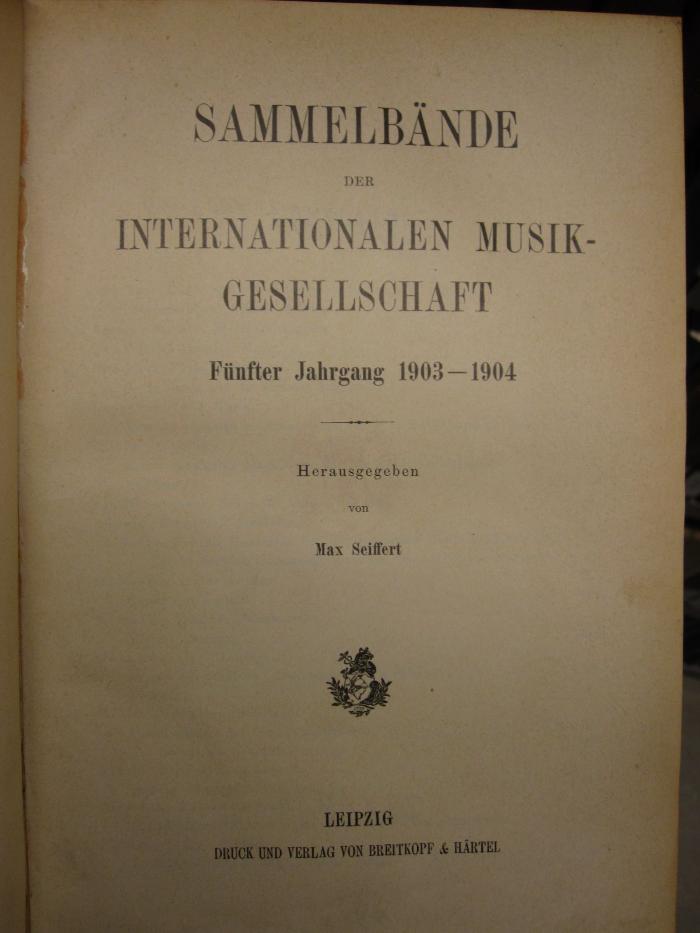 SAMMELBÄNDE
DER
INTERNATIONALEN MUSIK-
GESELLSCHAFT
Fünfter Jahrgang 1903—1904
Herausgegeben
von
Max Seiffert
LEIPZIG
DRUCK UND VERLAG VON BREITKOPF & HÄRTEL